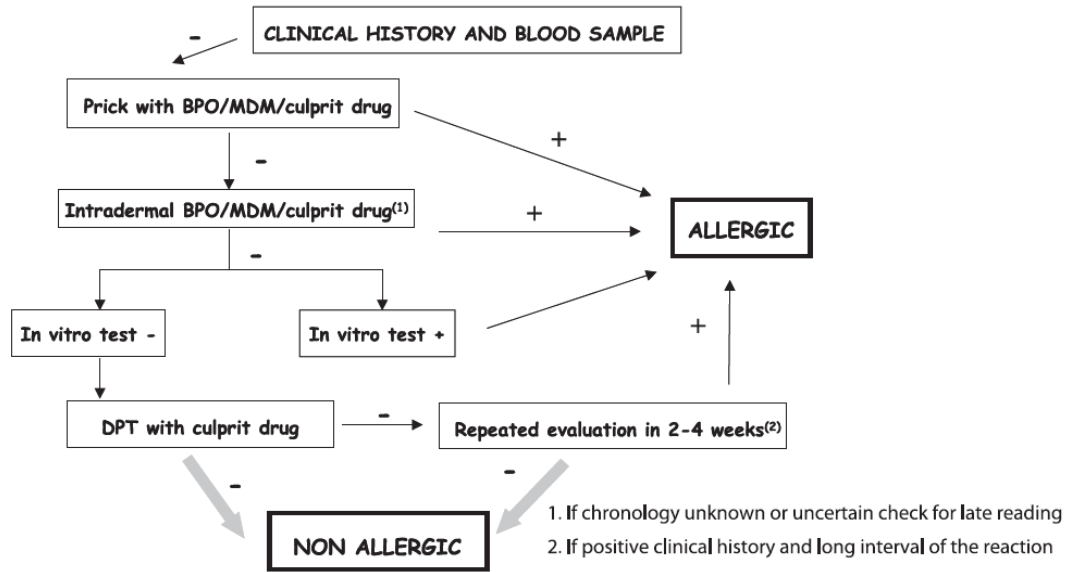 -
CLINICAL HISTORY AND BLOOD SAMPLE
Prick with BPO/MDM/culprit drug
+
-
Intradermal BPO/MDM/culprit drug(1)
+
ALLERGIC
-
In vitro test -
In vitro test +
+
DPT with culprit drug
-
Repeated evaluation in 2-4 weeks(2)
-
-
NON ALLERGIC
1. If chronology unknown or uncertain check for late reading
2. If positive clinical history and long interval of the reaction